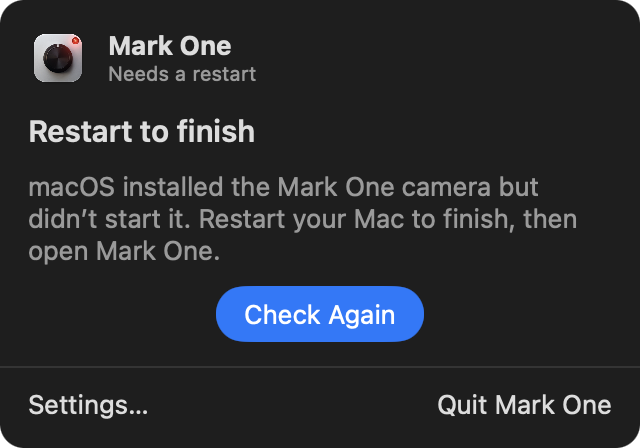 Mark One
Needs a restart
Restart to finish
macOS installed the Mark One camera but
didn’t start it. Restart your Mac to finish, then
open Mark One.
Check Again
Settings...
Quit Mark One